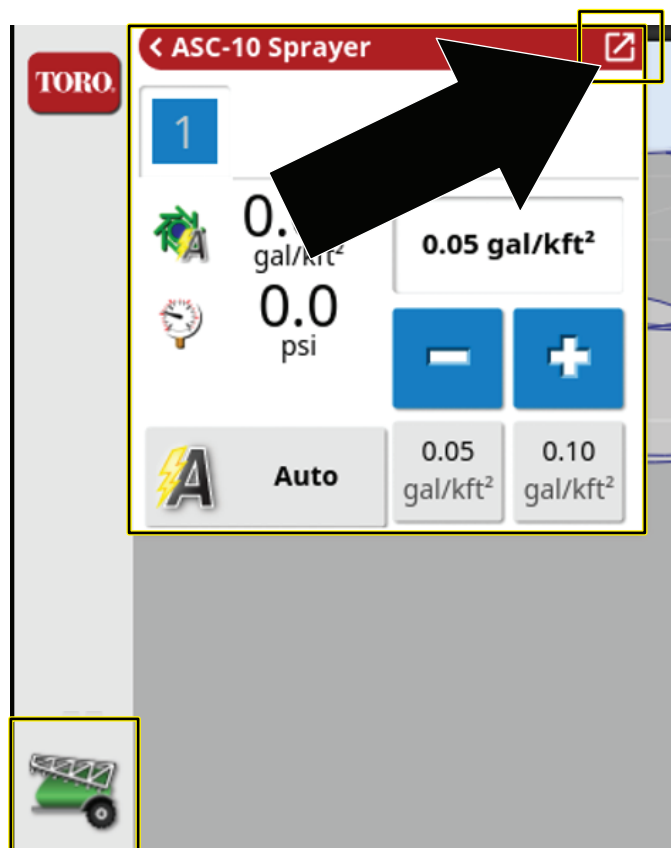 < ASC-10 Sprayer
TORO.
1
0.
gal/kft²
0.05 gal/kft²
0.0
psi
A
Auto
0.05
gal/kft²
0.10
gal/kft²